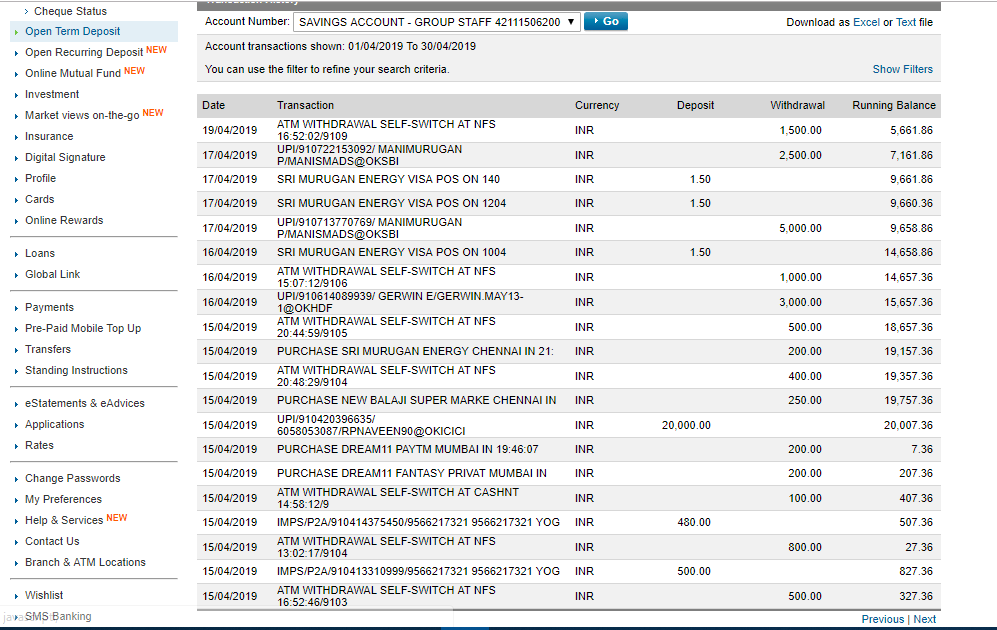 Cheque Status
Open Term Deposit
Open Recurring Deposit NEW
Online Mutual Fund NEW
Investment
Market views on-the-go NEW
Insurance
Digital Signature
Profile
Cards
Online Rewards
Loans
Global Link
Payments
Pre-Paid Mobile Top Up
Transfers
Standing Instructions
eStatements & eAdvices
Applications
Rates
Change Passwords
My Preferences
Help & Services NEW
Contact Us
Branch & ATM Locations
Wishlist
SMS Banking
Transaction History
Account Number: SAVINGS ACCOUNT - GROUP STAFF 42111506200 Go
Download as Excel or Text file
Account transactions shown: 01/04/2019 To 30/04/2019
You can use the filter to refine your search criteria.
Show Filters
Date Transaction Currency Deposit Withdrawal Running Balance
19/04/2019 ATM WITHDRAWAL SELF-SWITCH AT NFS
16:52:02/9109 INR 1,500.00 5,661.86
17/04/2019 UPI/910722153092/ MANIMURUGAN
P/MANISMADS@OKSBI INR 2,500.00 7,161.86
17/04/2019 SRI MURUGAN ENERGY VISA POS ON 140 INR 1.50 9,661.86
17/04/2019 SRI MURUGAN ENERGY VISA POS ON 1204 INR 1.50 9,660.36
17/04/2019 UPI/910713770769/ MANIMURUGAN
P/MANISMADS@OKSBI INR 5,000.00 9,658.86
16/04/2019 SRI MURUGAN ENERGY VISA POS ON 1004 INR 1.50 14,658.86
16/04/2019 ATM WITHDRAWAL SELF-SWITCH AT NFS
15:07:12/9106 INR 1,000.00 14,657.36
16/04/2019 UPI/910614089939/ GERWIN E/GERWIN.MAY13-
1@OKHDF INR 3,000.00 15,657.36
15/04/2019 ATM WITHDRAWAL SELF-SWITCH AT NFS
20:44:59/9105 INR 500.00 18,657.36
15/04/2019 PURCHASE SRI MURUGAN ENERGY CHENNAI IN 21: INR 200.00 19,157.36
15/04/2019 ATM WITHDRAWAL SELF-SWITCH AT NFS
20:48:29/9104 INR 400.00 19,357.36
15/04/2019 PURCHASE NEW BALAJI SUPER MARKE CHENNAI IN INR 250.00 19,757.36
15/04/2019 UPI/910420396635/
6058053087/RPNAVEEN90@OKICICI INR 20,000.00 20,007.36
15/04/2019 PURCHASE DREAM11 PAYTM MUMBAI IN 19:46:07 INR 200.00 7.36
15/04/2019 PURCHASE DREAM11 FANTASY PRIVAT MUMBAI IN INR 200.00 207.36
15/04/2019 ATM WITHDRAWAL SELF-SWITCH AT CASHNT
14:58:12/9 INR 100.00 407.36
15/04/2019 IMPS/P2A/910414375450/9566217321 9566217321 YOG INR 480.00 507.36
15/04/2019 ATM WITHDRAWAL SELF-SWITCH AT NFS
13:02:17/9104 INR 800.00 27.36
15/04/2019 IMPS/P2A/910413310999/9566217321 9566217321 YOG INR 500.00 827.36
15/04/2019 ATM WITHDRAWAL SELF-SWITCH AT NFS
16:52:46/9103 INR 500.00 327.36
Previous | Next